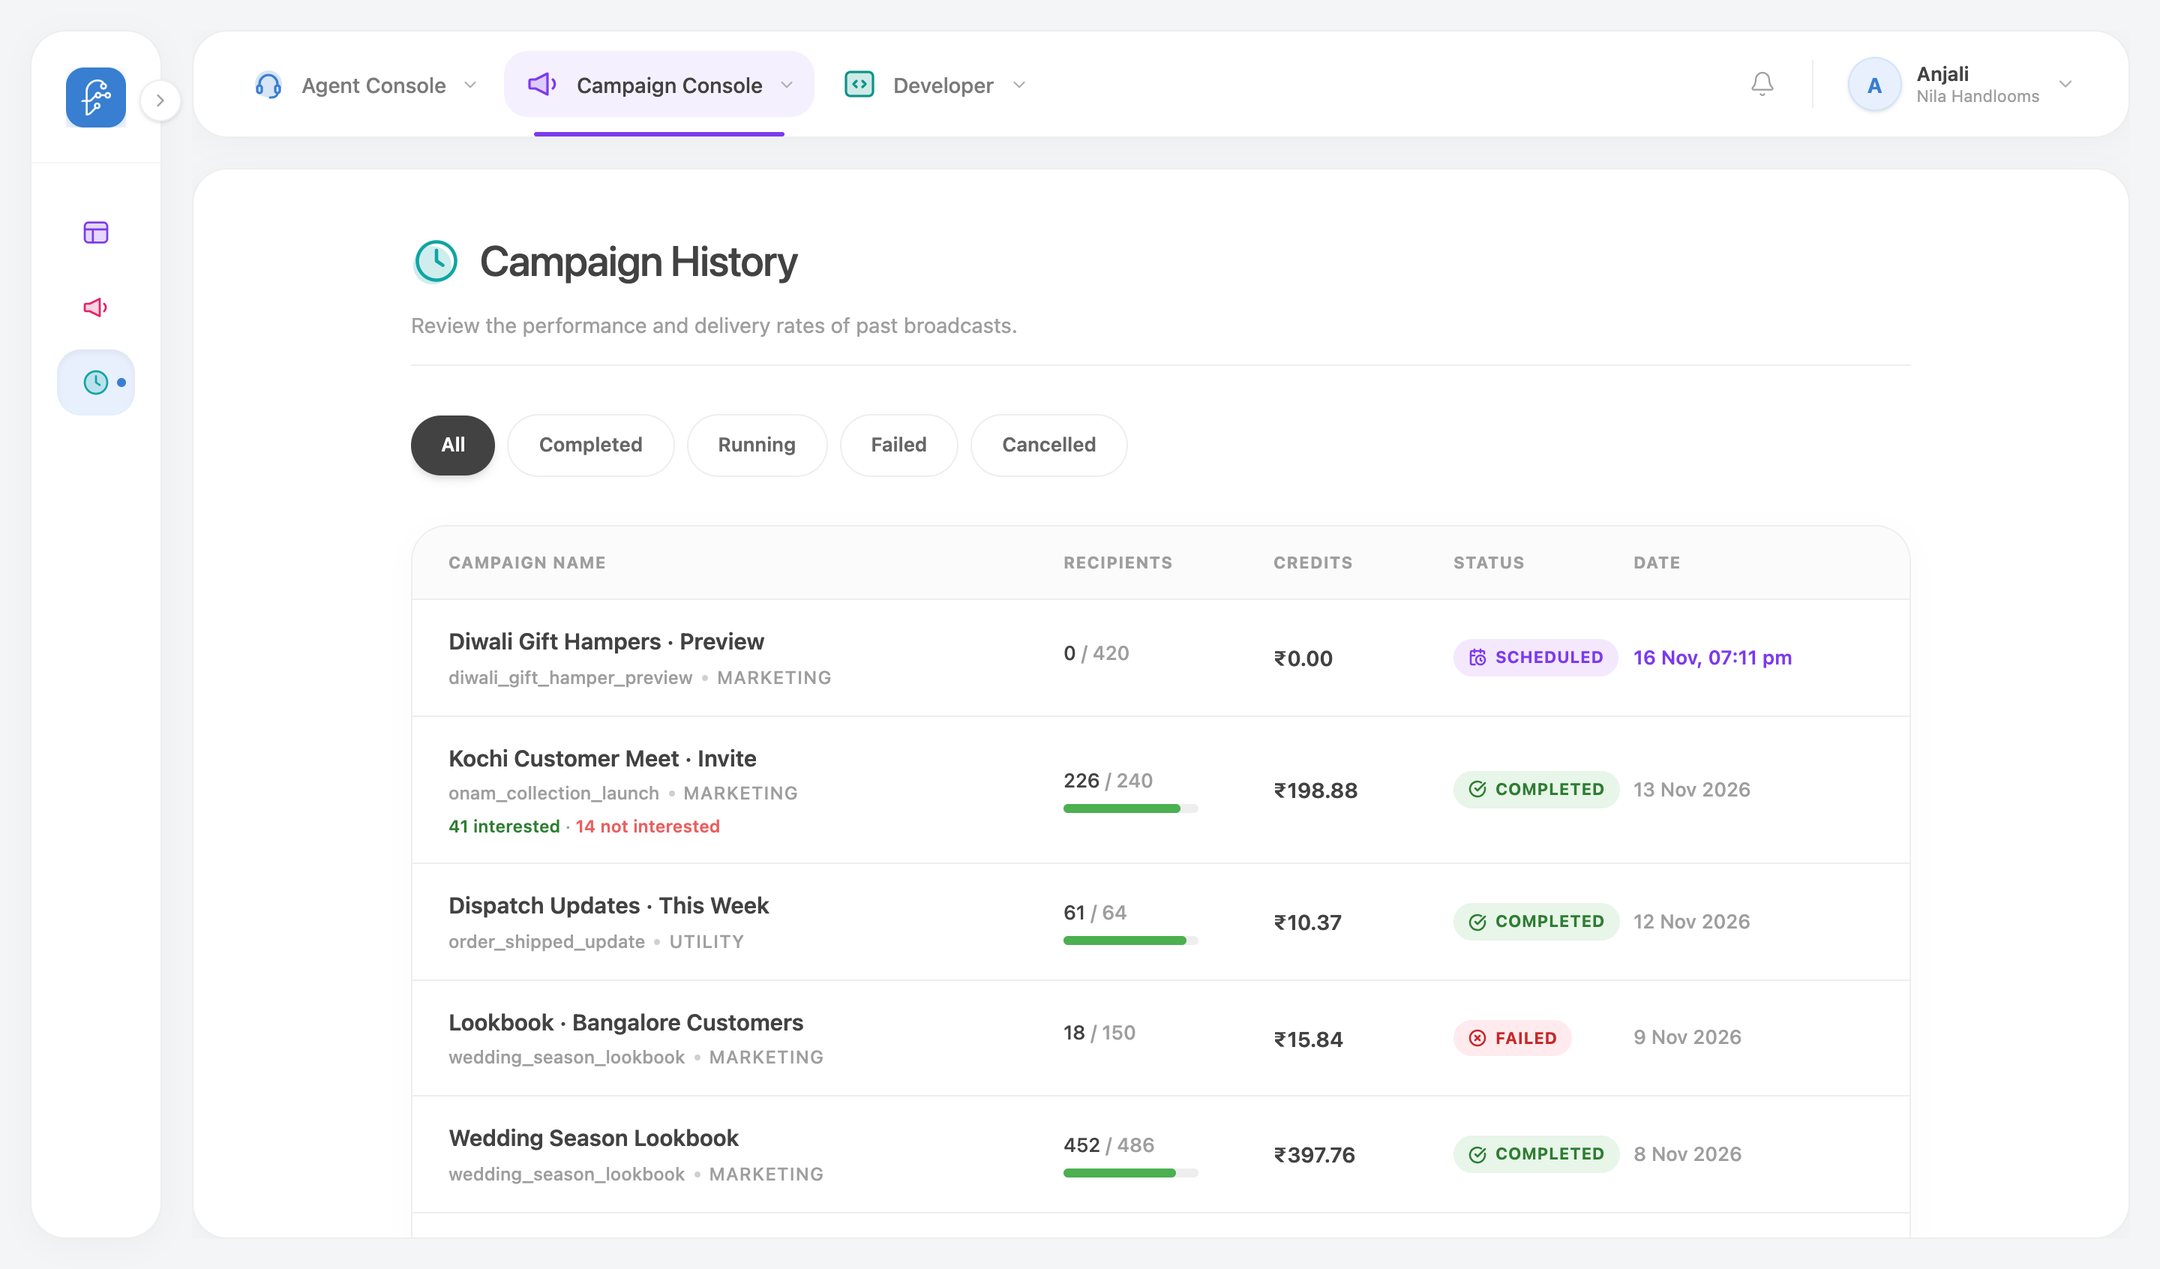 Agent Console
Campaign Console
Developer
A
Anjali
Nila Handlooms
Campaign History
Review the performance and delivery rates of past broadcasts.
All
Completed
Running
Failed
Cancelled
CAMPAIGN NAME RECIPIENTS CREDITS STATUS DATE
Diwali Gift Hampers · Preview
diwali_gift_hamper_preview • MARKETING
0 / 420
₹0.00
SCHEDULED
16 Nov, 07:11 pm
Kochi Customer Meet · Invite
onam_collection_launch • MARKETING
41 interested · 14 not interested
226 / 240
₹198.88
COMPLETED
13 Nov 2026
Dispatch Updates · This Week
order_shipped_update • UTILITY
61 / 64
₹10.37
COMPLETED
12 Nov 2026
Lookbook · Bangalore Customers
wedding_season_lookbook • MARKETING
18 / 150
₹15.84
FAILED
9 Nov 2026
Wedding Season Lookbook
wedding_season_lookbook • MARKETING
452 / 486
₹397.76
COMPLETED
8 Nov 2026